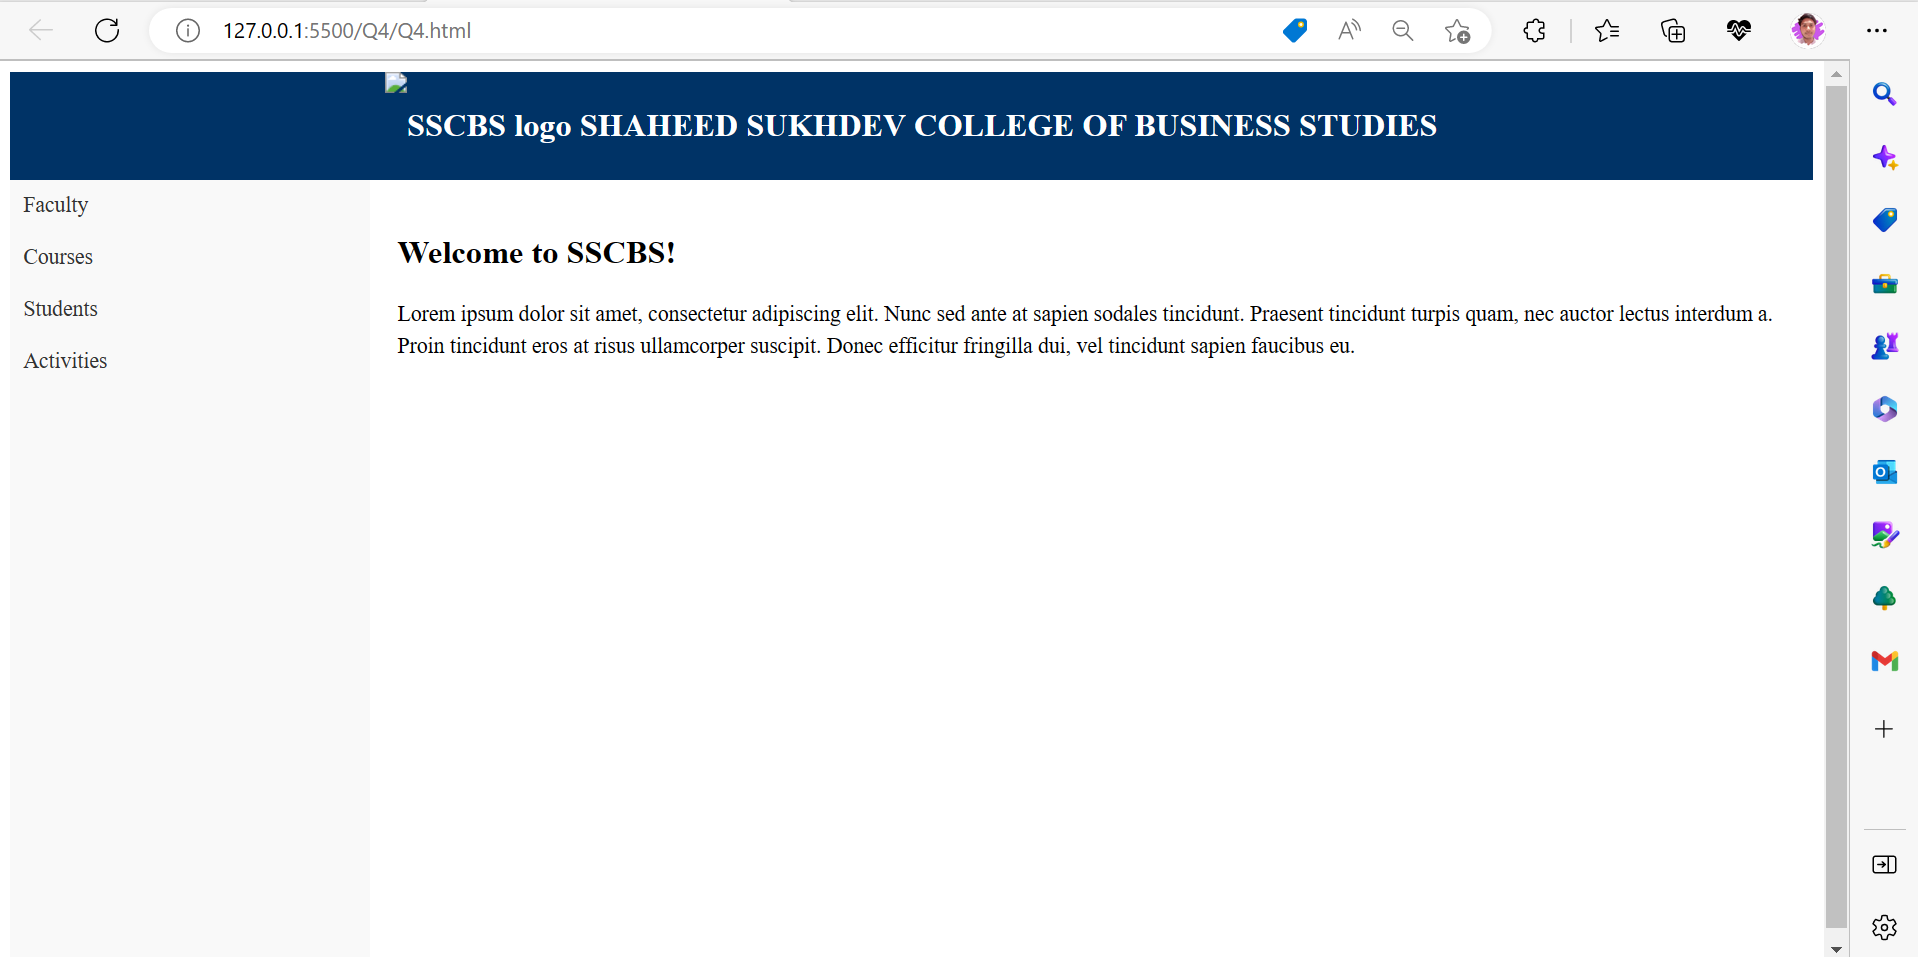 127.0.0.1:5500/Q4/Q4.html
SSCBS logo SHAHEED SUKHDEV COLLEGE OF BUSINESS STUDIES
Faculty
Courses
Students
Activities
Welcome to SSCBS!
Lorem ipsum dolor sit amet, consectetur adipiscing elit. Nunc sed ante at sapien sodales tincidunt. Praesent tincidunt turpis quam, nec auctor lectus interdum a.
Proin tincidunt eros at risus ullamcorper suscipit. Donec efficitur fringilla dui, vel tincidunt sapien faucibus eu.